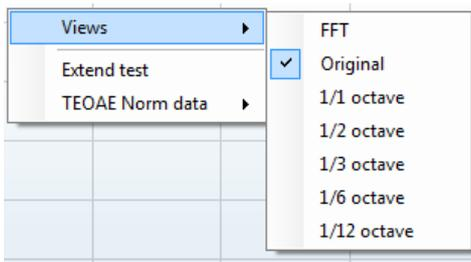 Views
Extend test
TEOAE Norm data
FFT
Original
1/1 octave
1/2 octave
1/3 octave
1/6 octave
1/12 octave